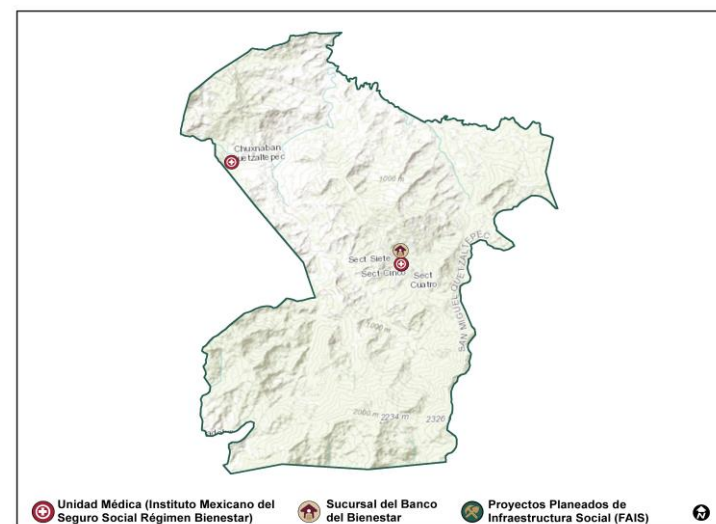 Chuxnaban
Quetzaltepec
1000 m
Sect Siete
Sect Cinco
Sect
Cuatro
SAN MIGUEL QUETZALTEPEC
1000 m
2000 m
2234 m
2326
Unidad Médica (Instituto Mexicano del
Seguro Social Régimen Bienestar)
Sucursal del Banco
del Bienestar
Proyectos Planeados de
Infraestructura Social (FAIS)
N